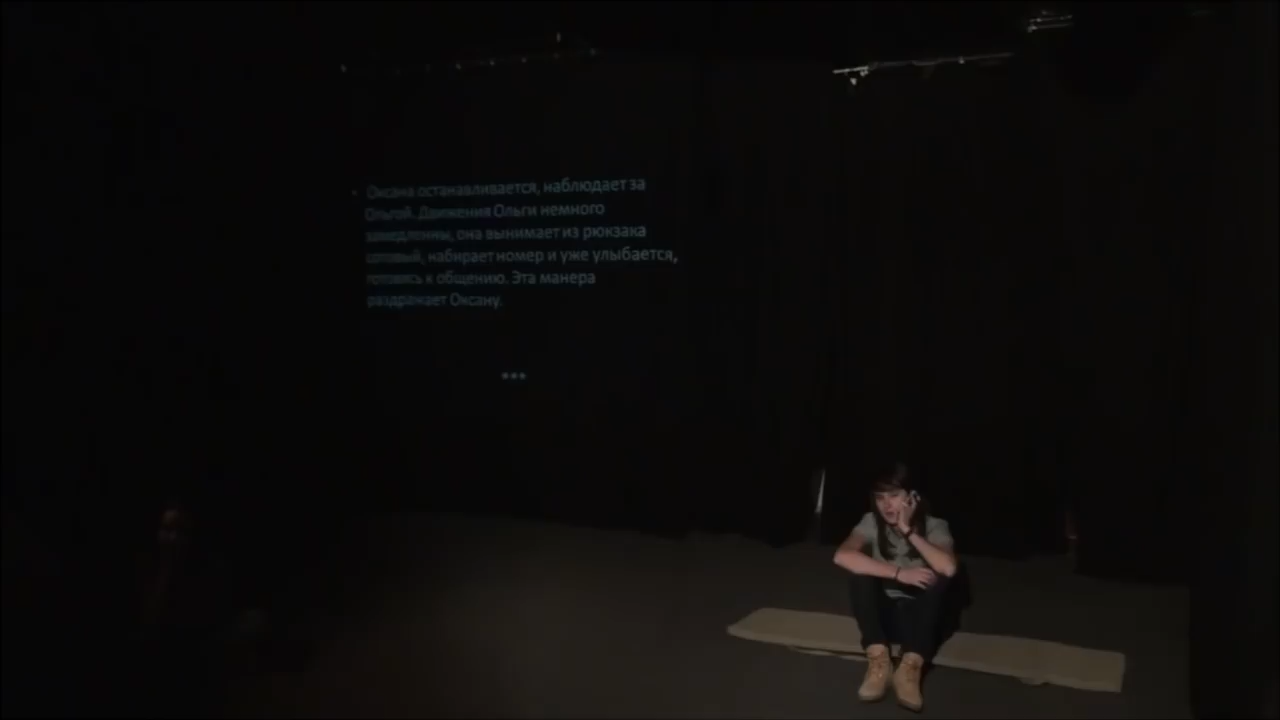 • Оксана останавливается, наблюдает за
Ольгой. Движения Ольги немного
замедленны, она вынимает из рюкзака
сотовый, набирает номер и уже улыбается,
готовясь к общению. Эта манера
раздражает Оксану.
***